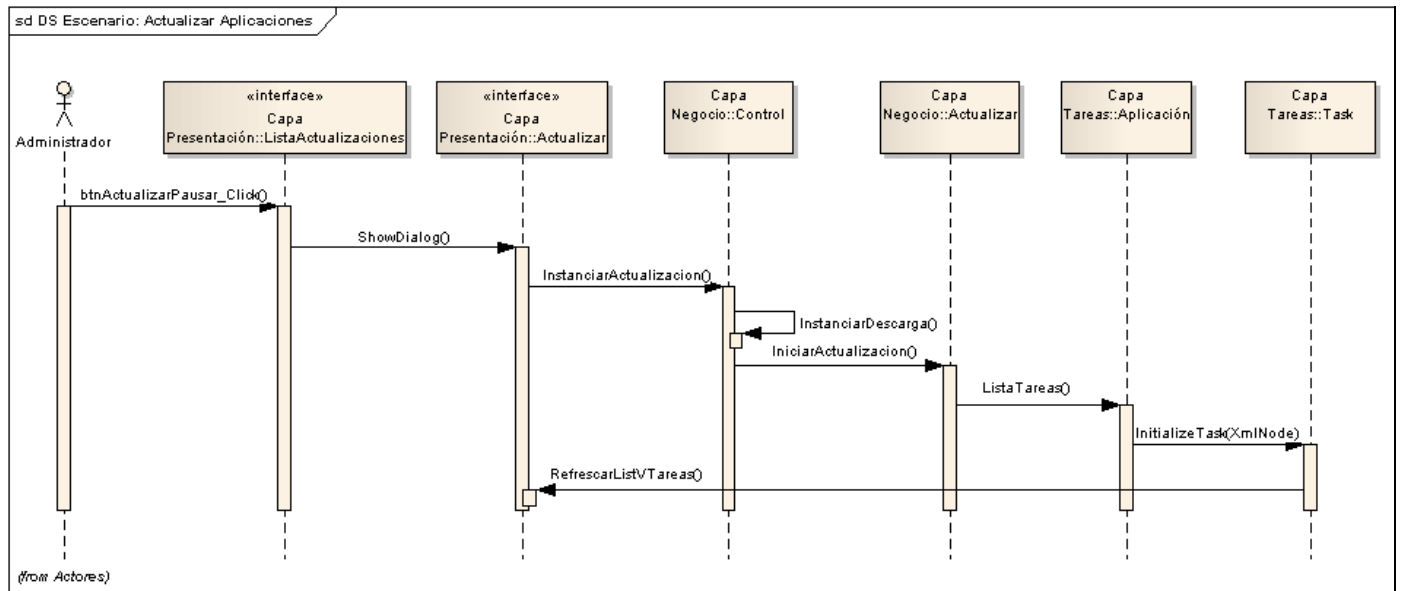 sd DS Escenario: Actualizar Aplicaciones
Administrador
«interface»
Capa
Presentación::ListaActualizaciones
«interface»
Capa
Presentación::Actualizar
Capa
Negocio::Control
Capa
Negocio::Actualizar
Capa
Tareas::Aplicación
Capa
Tareas::Task
btnActualizarPausar_Click()
ShowDialog()
InstanciarActualizacion()
InstanciarDescarga()
IniciarActualizacion()
ListaTareas()
InitializeTask(XmlNode)
RefrescarListVTareas()
(from Actores)